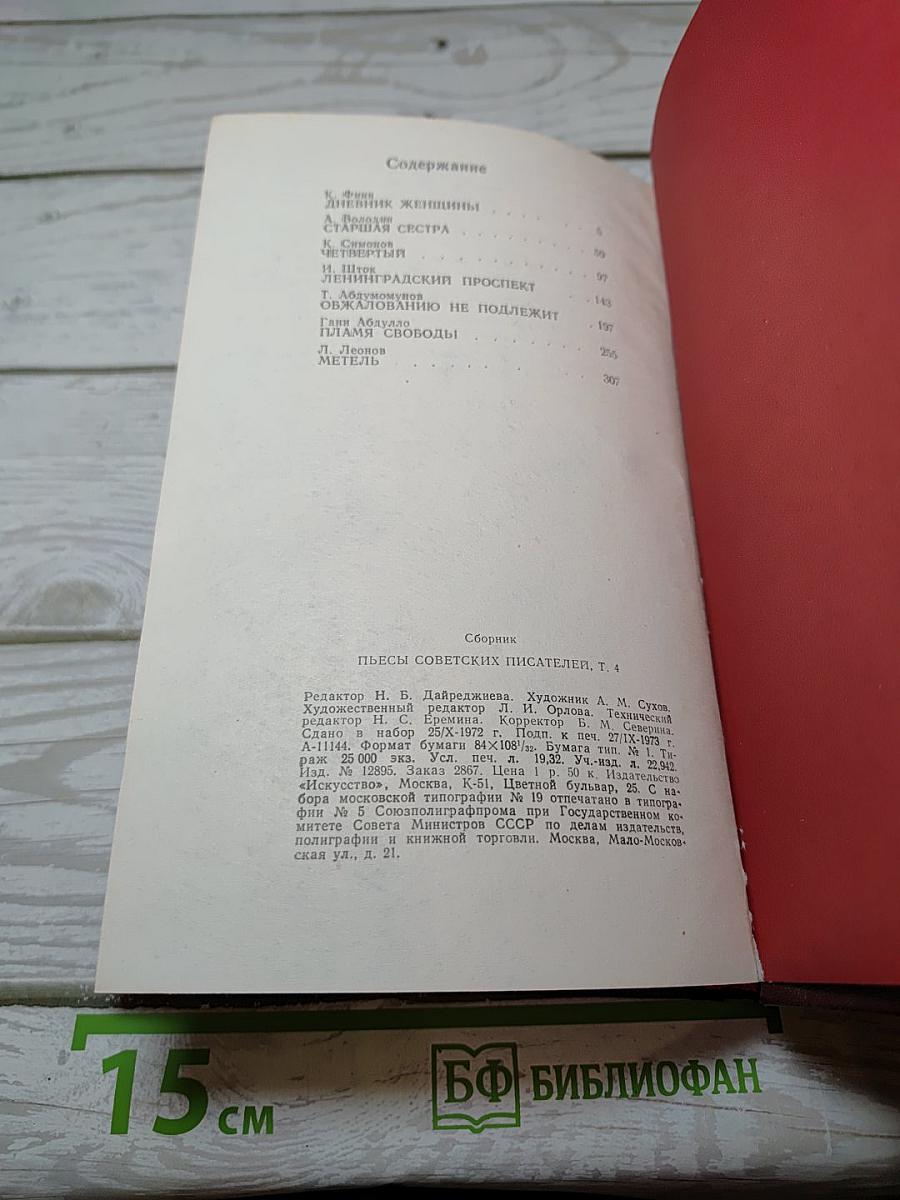 Содержание
К. Финн
ДНЕВНИК ЖЕНЩИНЫ . . . . . 5
А. Володин
СТАРШАЯ СЕСТРА . . . . . . 59
К. Симонов
ЧЕТВЕРТЫЙ . . . . . . . . 97
И. Шток
ЛЕНИНГРАДСКИЙ ПРОСПЕКТ . . 143
Т. Абдумомунов
ОБЖАЛОВАНИЮ НЕ ПОДЛЕЖИТ . 197
Гани Абдулло
ПЛАМЯ СВОБОДЫ . . . . . . 255
Л. Леонов
МЕТЕЛЬ . . . . . . . . . 307
Сборник
ПЬЕСЫ СОВЕТСКИХ ПИСАТЕЛЕЙ, Т. 4
Редактор Н. Б. Дайреджиева. Художник А. М. Сухов.
Художественный редактор Л. И. Орлова. Технический
редактор Н. С. Еремина. Корректор Б. М. Северина.
Сдано в набор 25/X-1972 г. Подп. к печ. 27/IX-1973 г.
А-11144. Формат бумаги 84×108¹/₃₂. Бумага тип. № 1. Ти-
раж 25 000 экз. Усл. печ. л. 19,32. Уч.-изд. л. 22,942.
Изд. № 12895. Заказ 2867. Цена 1 р. 50 к. Издательство
«Искусство», Москва, К-51, Цветной бульвар, 25. С на-
бора московской типографии № 19 отпечатано в типогра-
фии № 5 Союзполиграфпрома при Государственном ко-
митете Совета Министров СССР по делам издательств,
полиграфии и книжной торговли. Москва, Мало-Москов-
ская ул., д. 21.
15 см
БФ БИБЛИОФАН